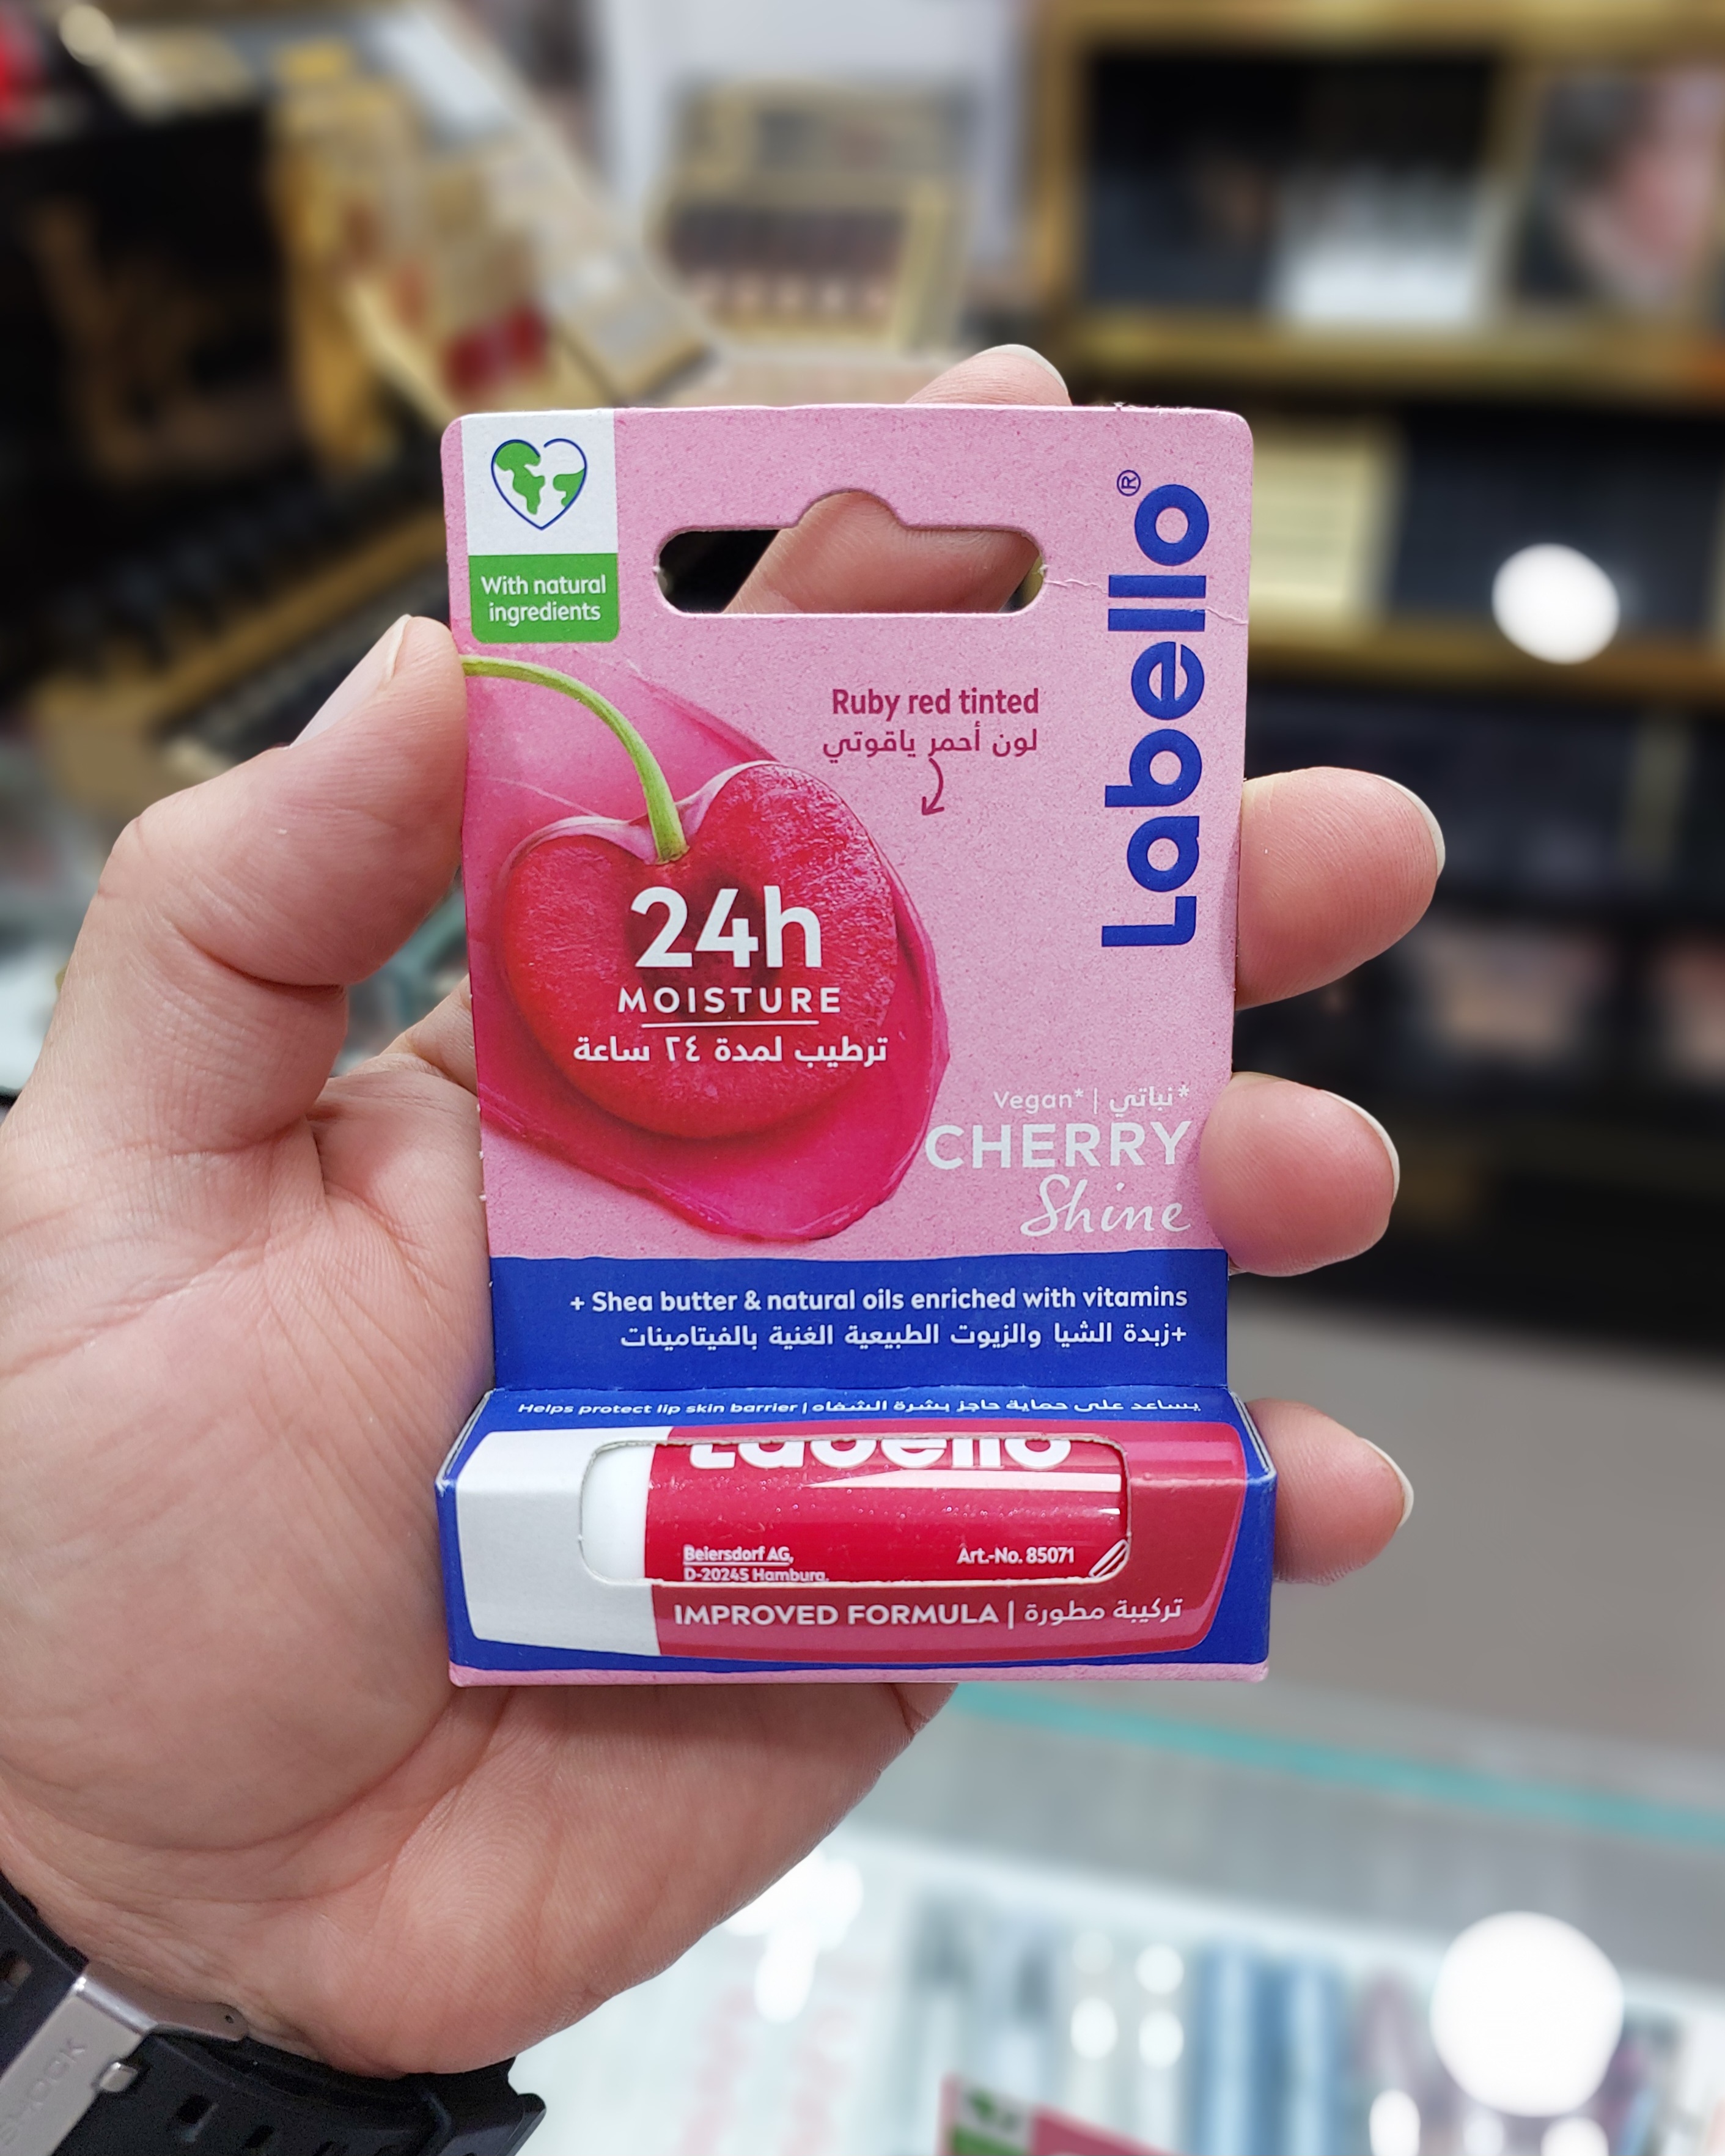 With natural
ingredients
Labello®
Ruby red tinted
لون أحمر ياقوتي
24h
MOISTURE
ترطيب لمدة ٢٤ ساعة
Vegan* | نباتي*
CHERRY
Shine
+ Shea butter & natural oils enriched with vitamins
+زبدة الشيا والزيوت الطبيعية الغنية بالفيتامينات
Helps protect lip skin barrier | يساعد على حماية حاجز بشرة الشفاه
Labello
Beiersdorf AG,
Art.-No. 85071
D-20245 Hamburg,
IMPROVED FORMULA | تركيبة مطورة